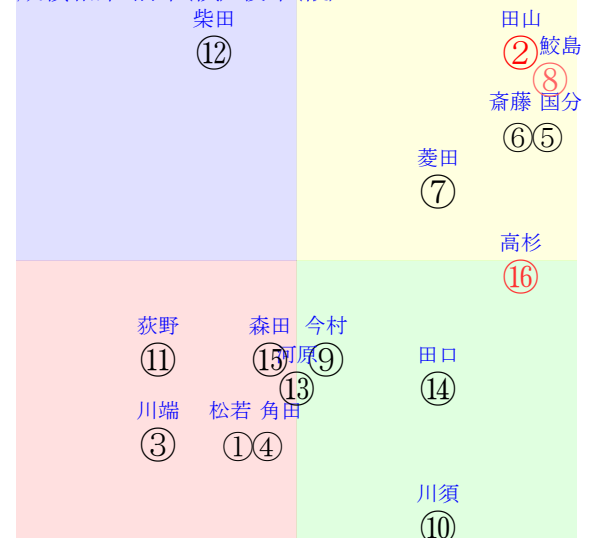 柴田
⑫
田山
②
鮫島
⑧
斎藤 国分
⑥⑤
菱田
⑦
高杉
⑯
荻野
⑪
森田 今村
⑮ ⑨
河原
⑬
田口
⑭
川端
③
松若 角田
①④
川須
⑩